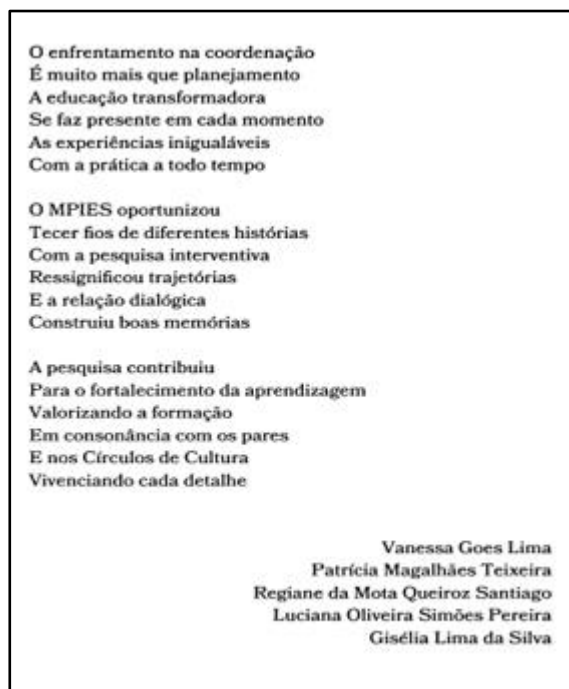 O enfrentamento na coordenação
É muito mais que planejamento
A educação transformadora
Se faz presente em cada momento
As experiências inigualáveis
Com a prática a todo tempo
O MPIES oportunizou
Tecer fios de diferentes histórias
Com a pesquisa interventiva
Ressignificou trajetórias
E a relação dialógica
Construiu boas memórias
A pesquisa contribuiu
Para o fortalecimento da aprendizagem
Valorizando a formação
Em consonância com os pares
E nos Círculos de Cultura
Vivenciando cada detalhe
Vanessa Goes Lima
Patrícia Magalhães Teixeira
Regiane da Mota Queiroz Santiago
Luciana Oliveira Simões Pereira
Gisélia Lima da Silva